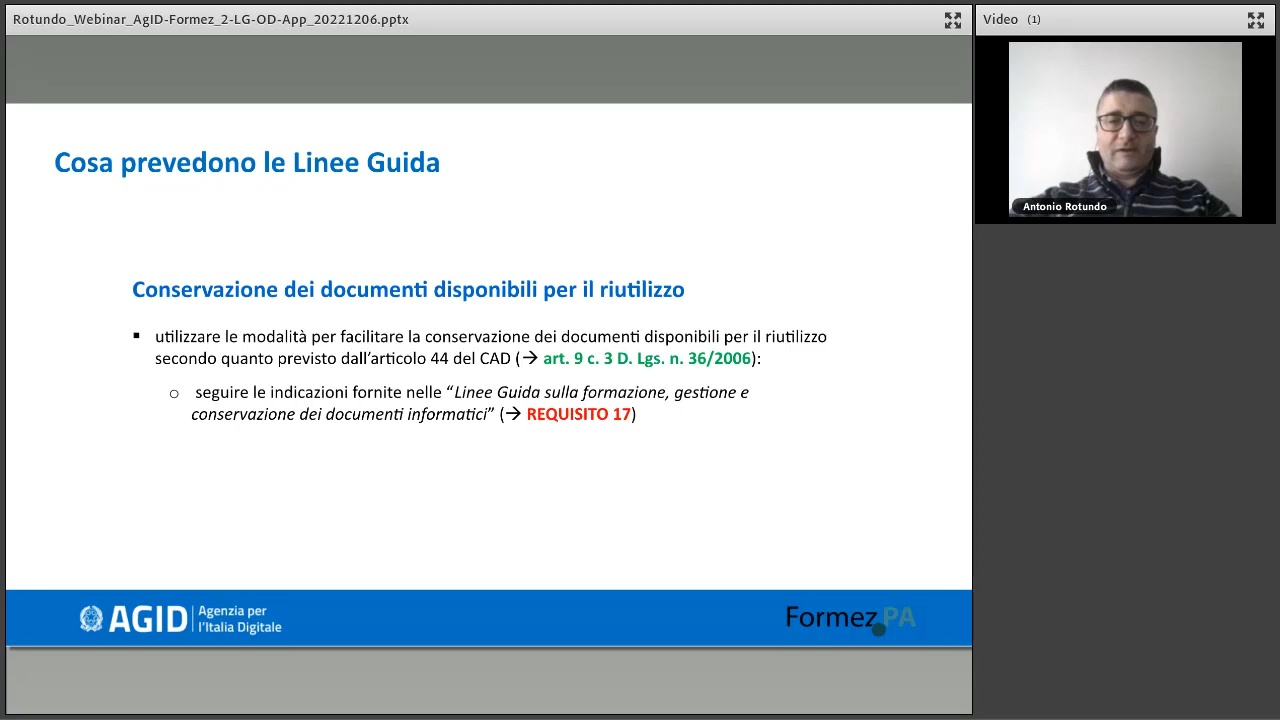 Rotundo_Webinar_AgID-Formez_2-LG-OD-App_20221206.pptx
Video (1)
Antonio Rotundo
Cosa prevedono le Linee Guida
Conservazione dei documenti disponibili per il riutilizzo
▪ utilizzare le modalità per facilitare la conservazione dei documenti disponibili per il riutilizzo
secondo quanto previsto dall’articolo 44 del CAD (→ art. 9 c. 3 D. Lgs. n. 36/2006):
o seguire le indicazioni fornite nelle “Linee Guida sulla formazione, gestione e
conservazione dei documenti informatici” (→ REQUISITO 17)
AGID Agenzia per
l’Italia Digitale
Formez PA